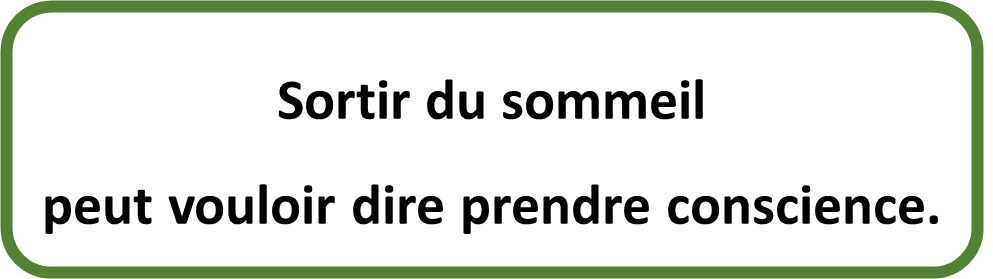 Sortir du sommeil
peut vouloir dire prendre conscience.